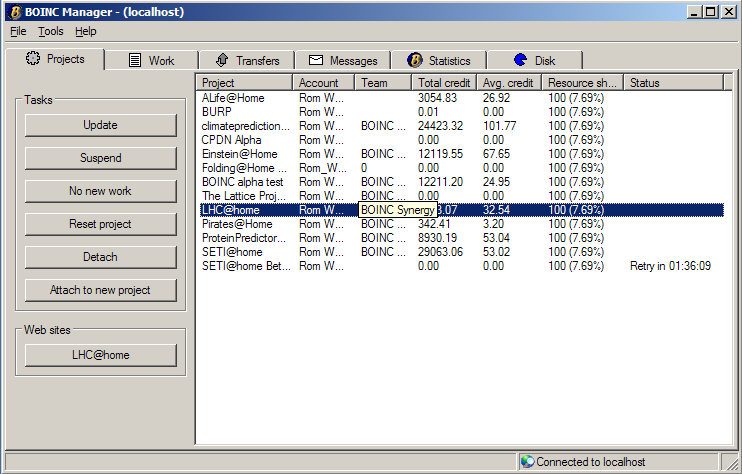 BOINC Manager - (localhost)
File Tools Help
Projects Work Transfers Messages Statistics Disk
Tasks
Update
Suspend
No new work
Reset project
Detach
Attach to new project
Web sites
LHC@home
Project Account Team Total credit Avg. credit Resource sh... Status
ALife@Home Rom W... 3054.83 26.92 100 (7.69%)
BURP Rom W... 0.01 0.00 100 (7.69%)
climateprediction... Rom W... BOINC ... 24423.32 101.77 100 (7.69%)
CPDN Alpha Rom W... 0.00 0.00 100 (7.69%)
Einstein@Home Rom W... BOINC ... 12119.55 67.65 100 (7.69%)
Folding@Home ... Rom_W... 0 0.00 0.00 100 (7.69%)
BOINC alpha test Rom W... BOINC ... 12211.20 24.95 100 (7.69%)
The Lattice Proj... Rom W... BOINC ... 0.00 0.00 100 (7.69%)
LHC@home Rom W... BOINC Synergy 3.07 32.54 100 (7.69%)
Pirates@Home Rom W... BOINC ... 342.41 3.20 100 (7.69%)
ProteinPredictor... Rom W... BOINC ... 8930.19 53.04 100 (7.69%)
SETI@home Rom W... BOINC ... 29063.06 53.02 100 (7.69%)
SETI@home Bet... Rom W... 0.00 0.00 100 (7.69%) Retry in 01:36:09
Connected to localhost